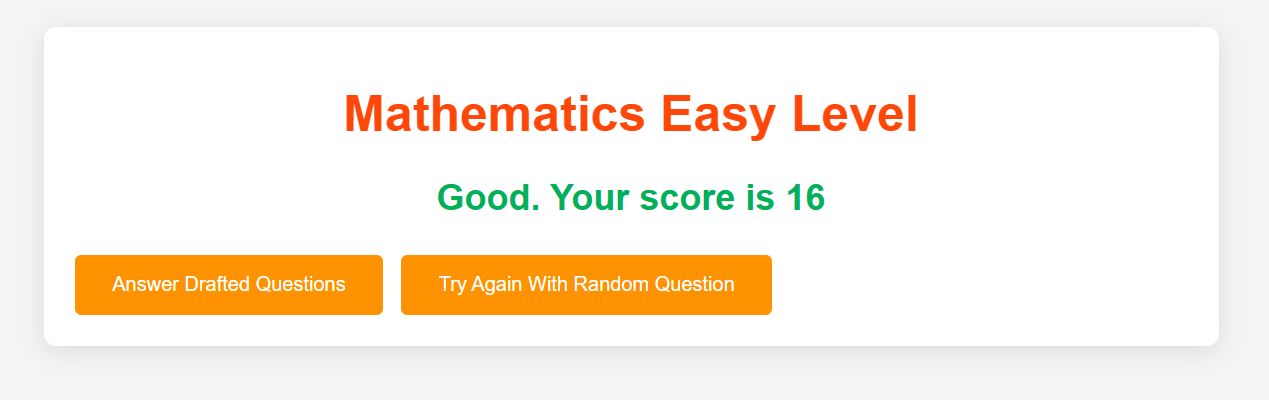 Mathematics Easy Level
Good. Your score is 16
Answer Drafted Questions
Try Again With Random Question